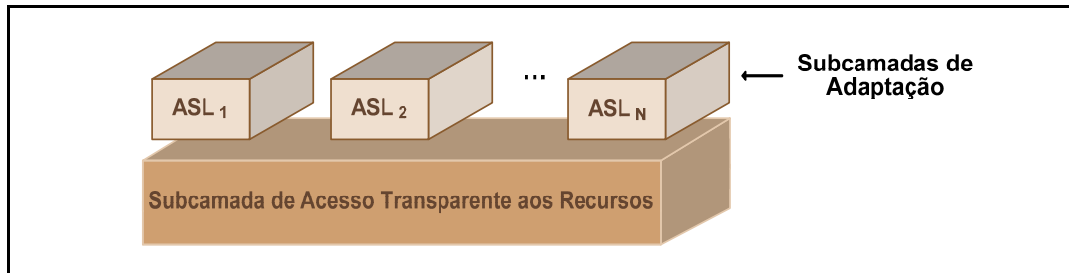 ASL 1
ASL 2
...
ASL N
Subcamadas de
Adaptação
Subcamada de Acesso Transparente aos Recursos